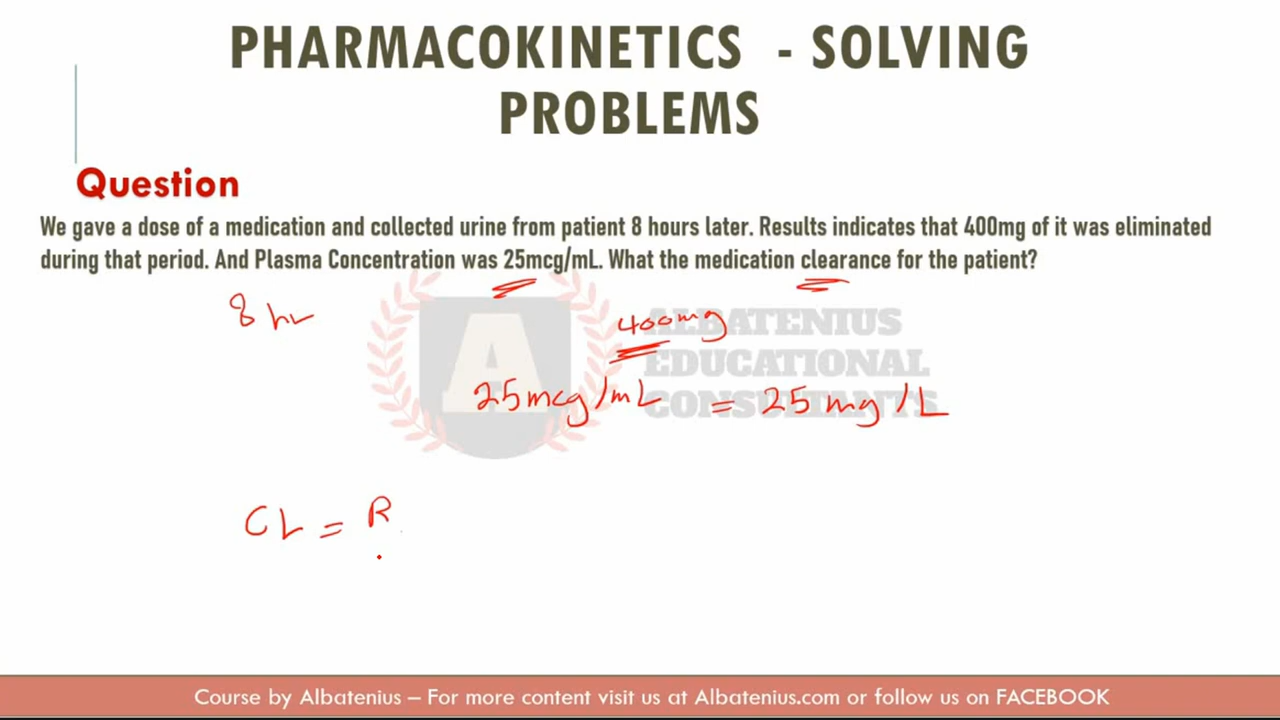 PHARMACOKINETICS - SOLVING
PROBLEMS
Question
We gave a dose of a medication and collected urine from patient 8 hours later. Results indicates that 400mg of it was eliminated
during that period. And Plasma Concentration was 25mcg/mL. What the medication clearance for the patient?
8 hr
400mg
ALBATENIUS
EDUCATIONAL
CONSULTANTS
A
25mcg/mL = 25 mg/L
CL = R
Course by Albatenius – For more content visit us at Albatenius.com or follow us on FACEBOOK